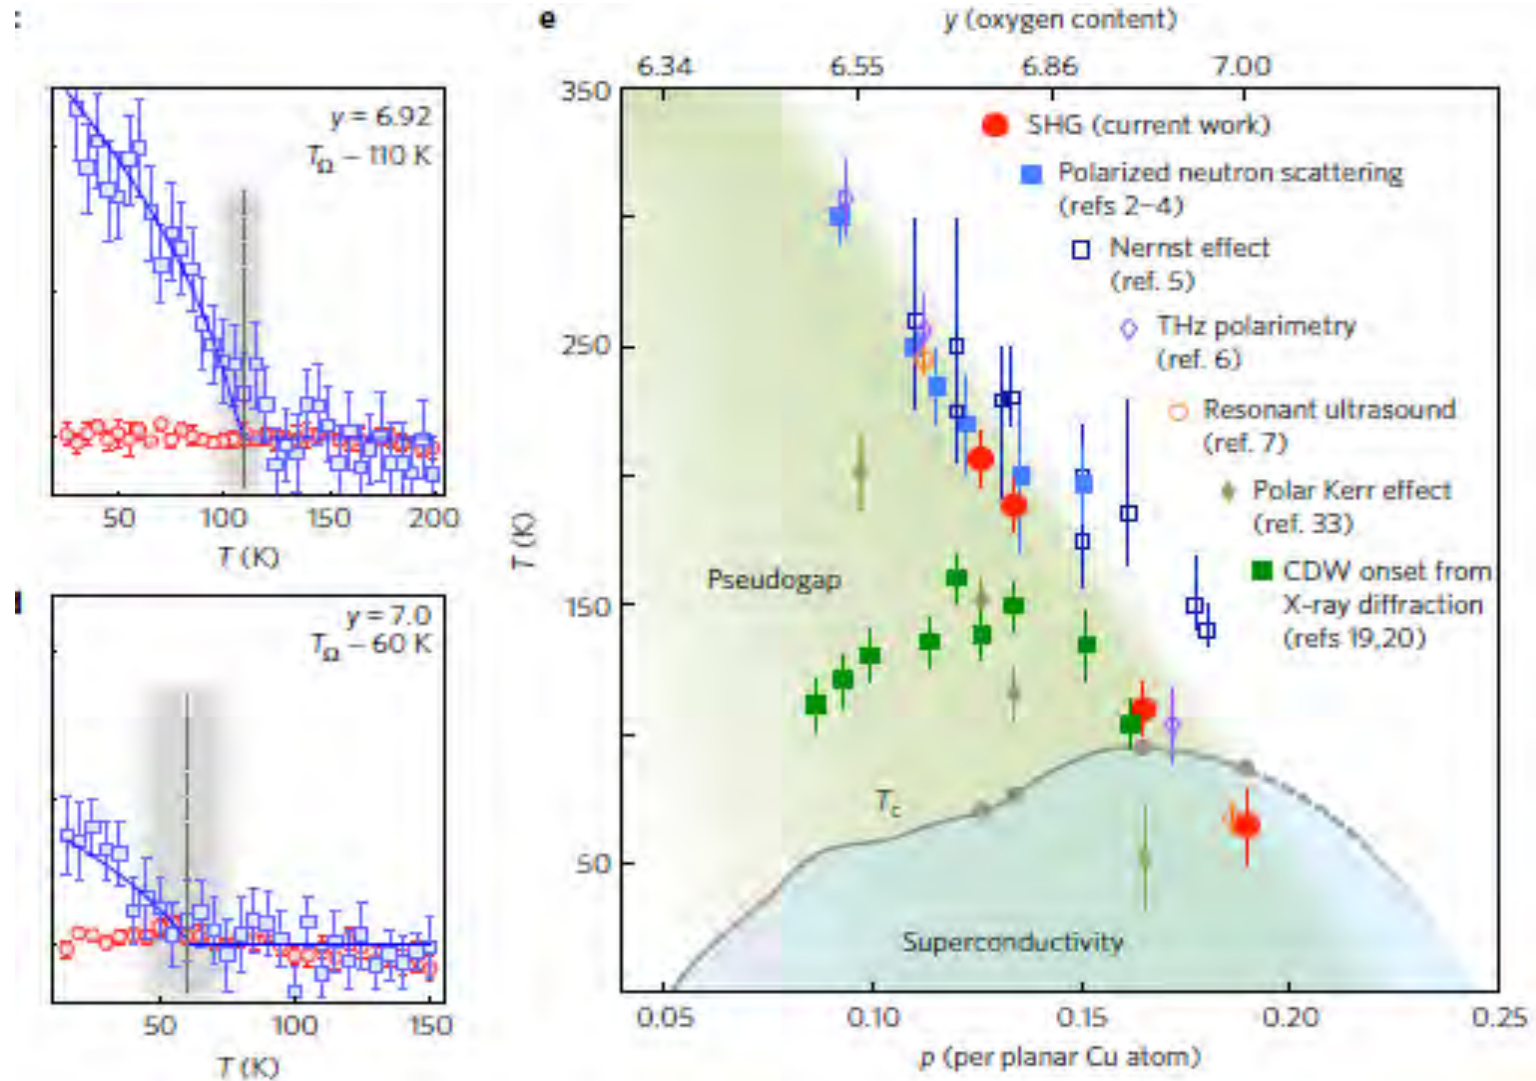 y = 6.92
TΩ – 110 K
50 100 150 200
T (K)
y = 7.0
TΩ – 60 K
50 100 150
T (K)
e
y (oxygen content)
6.34 6.55 6.86 7.00
350
250
150
50
T (K)
SHG (current work)
Polarized neutron scattering
(refs 2–4)
Nernst effect
(ref. 5)
THz polarimetry
(ref. 6)
Resonant ultrasound
(ref. 7)
Polar Kerr effect
(ref. 33)
CDW onset from
X-ray diffraction
(refs 19,20)
Pseudogap
Tc
Superconductivity
0.05 0.10 0.15 0.20 0.25
p (per planar Cu atom)